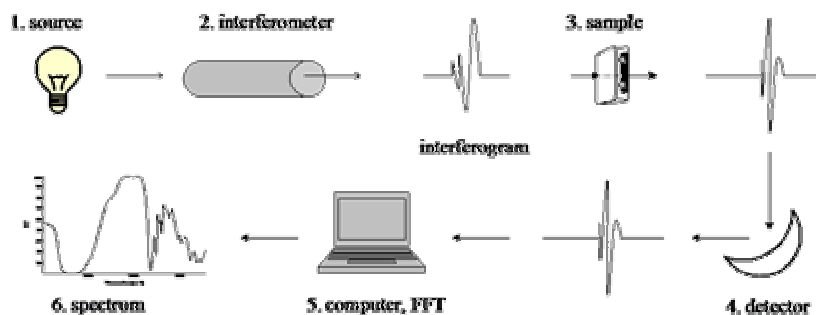 1. source
2. interferometer
3. sample
interferogram
4. detector
5. computer, FFT
6. spectrum